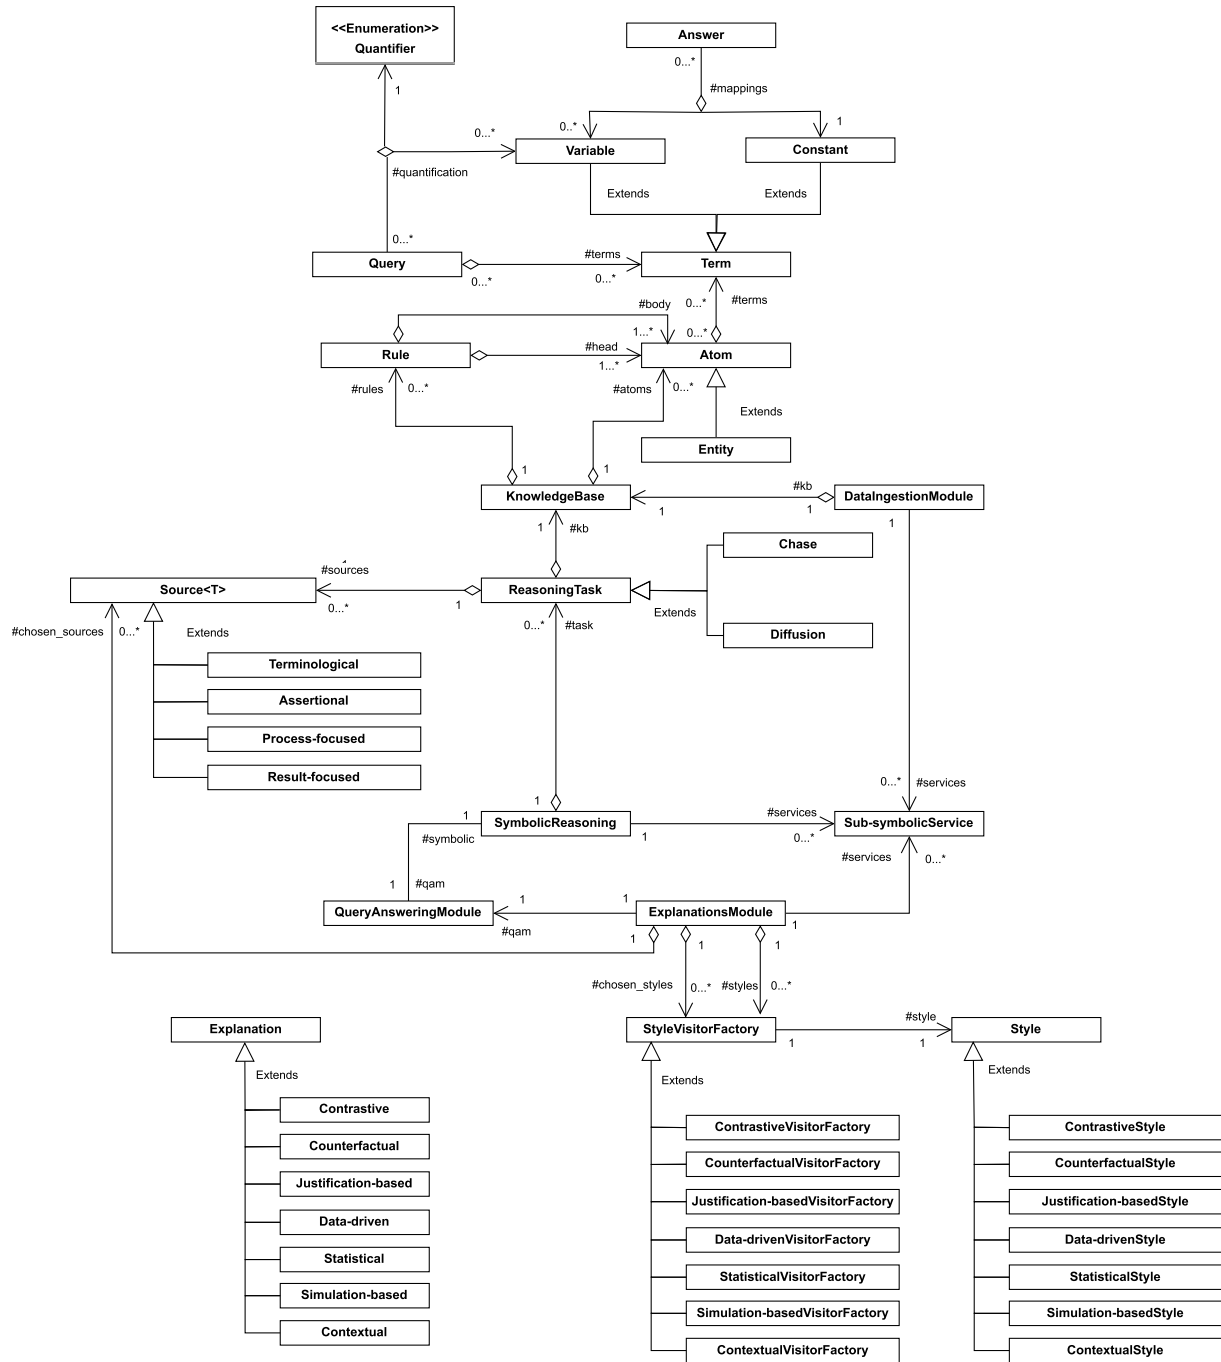 <<Enumeration>>
Quantifier
Answer
0...*
#mappings
1
0...*
0..*
1
Variable
Constant
#quantification
Extends
Extends
0...*
Query
#terms
Term
0...*
0...*
#body
0...*
#terms
1...*
0...*
Rule
#head
Atom
1...*
#rules
0...*
#atoms
0...*
Extends
Entity
1
1
KnowledgeBase
#kb
DataIngestionModule
1
1
1
1
#kb
Chase
#sources
Source<T>
ReasoningTask
0...*
1
Extends
#chosen_sources
0...*
Extends
0...*
#task
Diffusion
Terminological
Assertional
Process-focused
Result-focused
0...*
#services
1
1
SymbolicReasoning
#services
Sub-symbolicService
#symbolic
1
0...*
#services
0...*
1
#qam
QueryAnsweringModule
1
1
ExplanationsModule
1
#qam
1
1
1
#chosen_styles
0...*
#styles
0...*
Explanation
StyleVisitorFactory
#style
Style
1
1
Extends
Extends
Extends
Contrastive
ContrastiveVisitorFactory
ContrastiveStyle
Counterfactual
CounterfactualVisitorFactory
CounterfactualStyle
Justification-based
Justification-basedVisitorFactory
Justification-basedStyle
Data-driven
Data-drivenVisitorFactory
Data-drivenStyle
Statistical
StatisticalVisitorFactory
StatisticalStyle
Simulation-based
Simulation-basedVisitorFactory
Simulation-basedStyle
Contextual
ContextualVisitorFactory
ContextualStyle